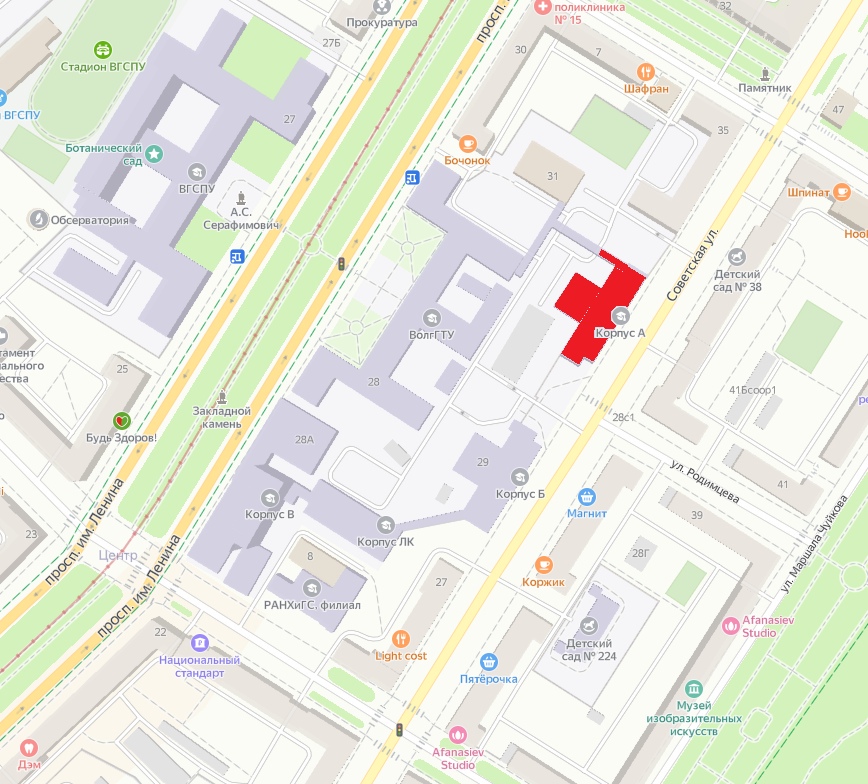 Прокуратура
27Б
просп.
поликлиника
№ 15
32
Стадион ВГСПУ
30
7
Шафран
Памятник
47
ВГСПУ
27
35
Ботанический
сад
ВГСПУ
Бочонок
31
Шпинат
Обсерватория
А.С.
Серафимович
Hool
Советская ул.
Детский
сад № 38
ВолгГТУ
Корпус А
25
28
41Бсоор1
Закладной
камень
28с1
Будь Здоров!
28А
29
ул. Родимцева
41
Корпус Б
Корпус В
Магнит
39
просп. им. Ленина
23
Корпус ЛК
ул. Маршала Чуйкова
Центр
8
28Г
просп. им. Ленина
27
Коржик
РАНХиГС, филиал
Afanasiev
Studio
22
Национальный
стандарт
Light cost
Детский
сад № 224
Пятёрочка
Музей
изобразительных
искусств
Afanasiev
Studio
Дэм